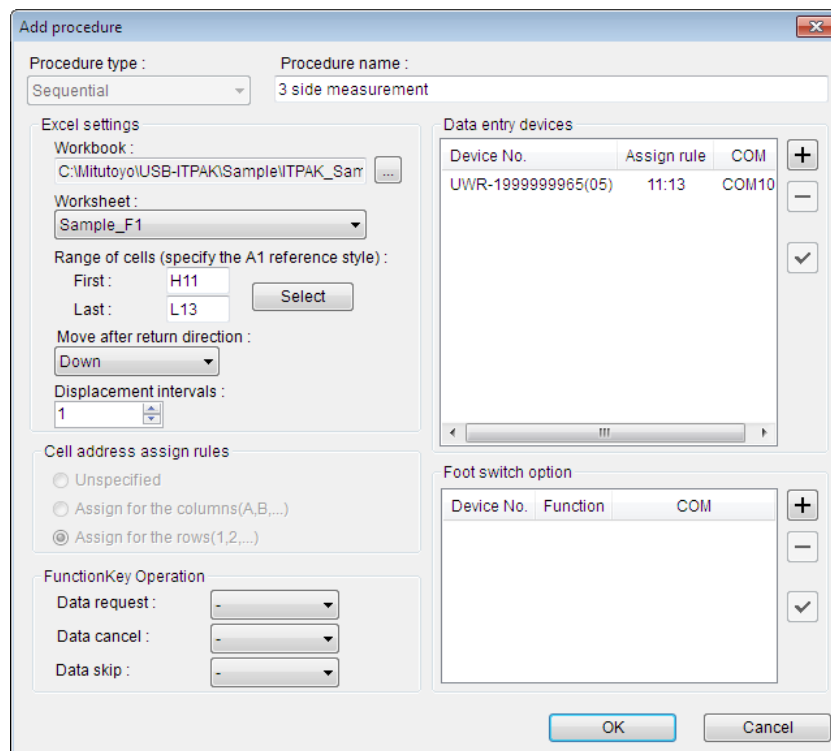 Add procedure
Procedure type :
Procedure name :
Sequential
3 side measurement
Excel settings
Workbook :
C:\Mitutoyo\USB-ITPAK\Sample\ITPAK_Sam
...
Worksheet :
Sample_F1
Range of cells (specify the A1 reference style) :
First :
H11
Last :
L13
Select
Move after return direction :
Down
Displacement intervals :
1
Cell address assign rules
Unspecified
Assign for the columns(A,B,...)
Assign for the rows(1,2,...)
FunctionKey Operation
Data request :
-
Data cancel :
-
Data skip :
-
Data entry devices
Device No. Assign rule COM
UWR-1999999965(05) 11:13 COM10
Foot switch option
Device No. Function COM
OK
Cancel